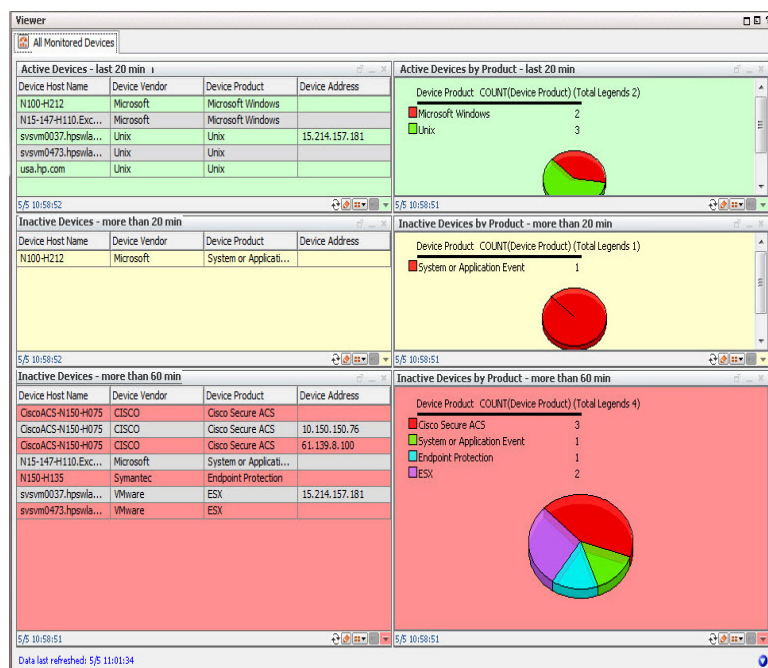 Viewer
All Monitored Devices
Active Devices - last 20 min
Device Host Name Device Vendor Device Product Device Address
N100-H212 Microsoft Microsoft Windows
N15-147-H110.Exc... Microsoft Microsoft Windows
svsvm0037.hpswla... Unix Unix 15.214.157.181
svsvm0473.hpswla... Unix Unix
usa.hp.com Unix Unix
5/5 10:58:52
Active Devices by Product - last 20 min
Device Product COUNT(Device Product) (Total Legends 2)
Microsoft Windows 2
Unix 3
5/5 10:58:51
Inactive Devices - more than 20 min
Device Host Name Device Vendor Device Product Device Address
N100-H212 Microsoft System or Applicati...
5/5 10:58:52
Inactive Devices by Product - more than 20 min
Device Product COUNT(Device Product) (Total Legends 1)
System or Application Event 1
5/5 10:58:51
Inactive Devices - more than 60 min
Device Host Name Device Vendor Device Product Device Address
CiscoACS-N150-H075 CISCO Cisco Secure ACS
CiscoACS-N150-H075 CISCO Cisco Secure ACS 10.150.150.76
CiscoACS-N150-H075 CISCO Cisco Secure ACS 61.139.8.100
N15-147-H110.Exc... Microsoft System or Applicati...
N150-H135 Symantec Endpoint Protection
svsvm0037.hpswla... VMware ESX 15.214.157.181
svsvm0473.hpswla... VMware ESX
5/5 10:58:51
Inactive Devices by Product - more than 60 min
Device Product COUNT(Device Product) (Total Legends 4)
Cisco Secure ACS 3
System or Application Event 1
Endpoint Protection 1
ESX 2
5/5 10:58:51
Data last refreshed: 5/5 11:01:34